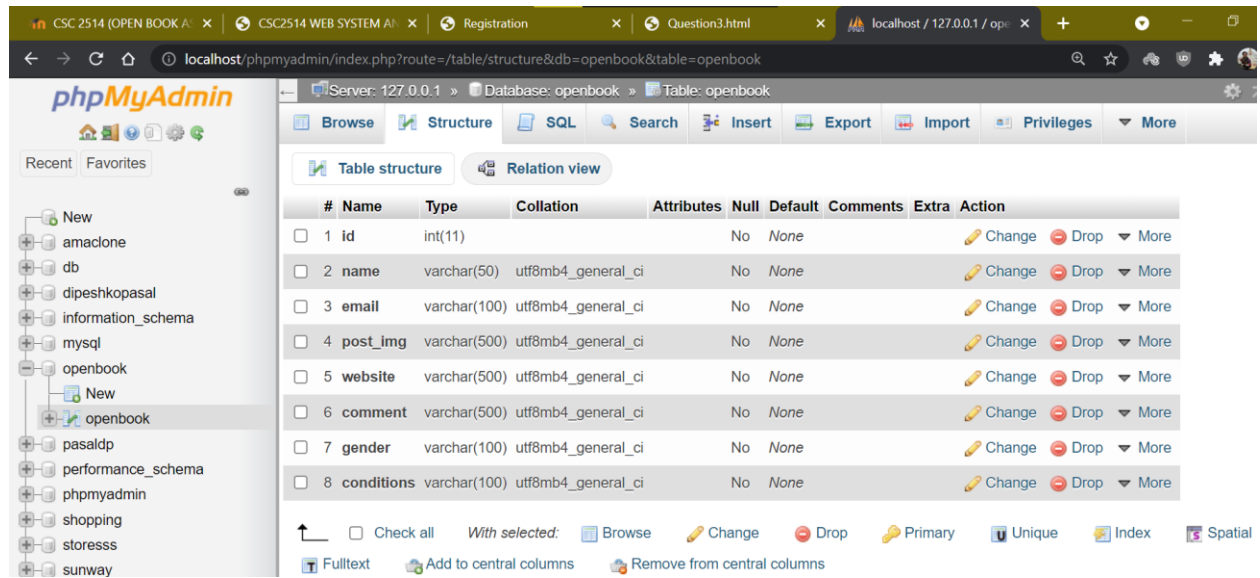 CSC 2514 (OPEN BOOK AS CSC2514 WEB SYSTEM AN Registration Question3.html localhost / 127.0.0.1 / ope
localhost/phpmyadmin/index.php?route=/table/structure&db=openbook&table=openbook
phpMyAdmin
Recent Favorites
New
amaclone
db
dipeshkopasal
information_schema
mysql
openbook
New
openbook
pasaldp
performance_schema
phpmyadmin
shopping
storesss
sunway
Server: 127.0.0.1 » Database: openbook » Table: openbook
Browse Structure SQL Search Insert Export Import Privileges More
Table structure Relation view
# Name Type Collation Attributes Null Default Comments Extra Action
1 id int(11) No None Change Drop More
2 name varchar(50) utf8mb4_general_ci No None Change Drop More
3 email varchar(100) utf8mb4_general_ci No None Change Drop More
4 post_img varchar(500) utf8mb4_general_ci No None Change Drop More
5 website varchar(500) utf8mb4_general_ci No None Change Drop More
6 comment varchar(500) utf8mb4_general_ci No None Change Drop More
7 gender varchar(100) utf8mb4_general_ci No None Change Drop More
8 conditions varchar(100) utf8mb4_general_ci No None Change Drop More
Check all With selected: Browse Change Drop Primary Unique Index Spatial
Fulltext Add to central columns Remove from central columns